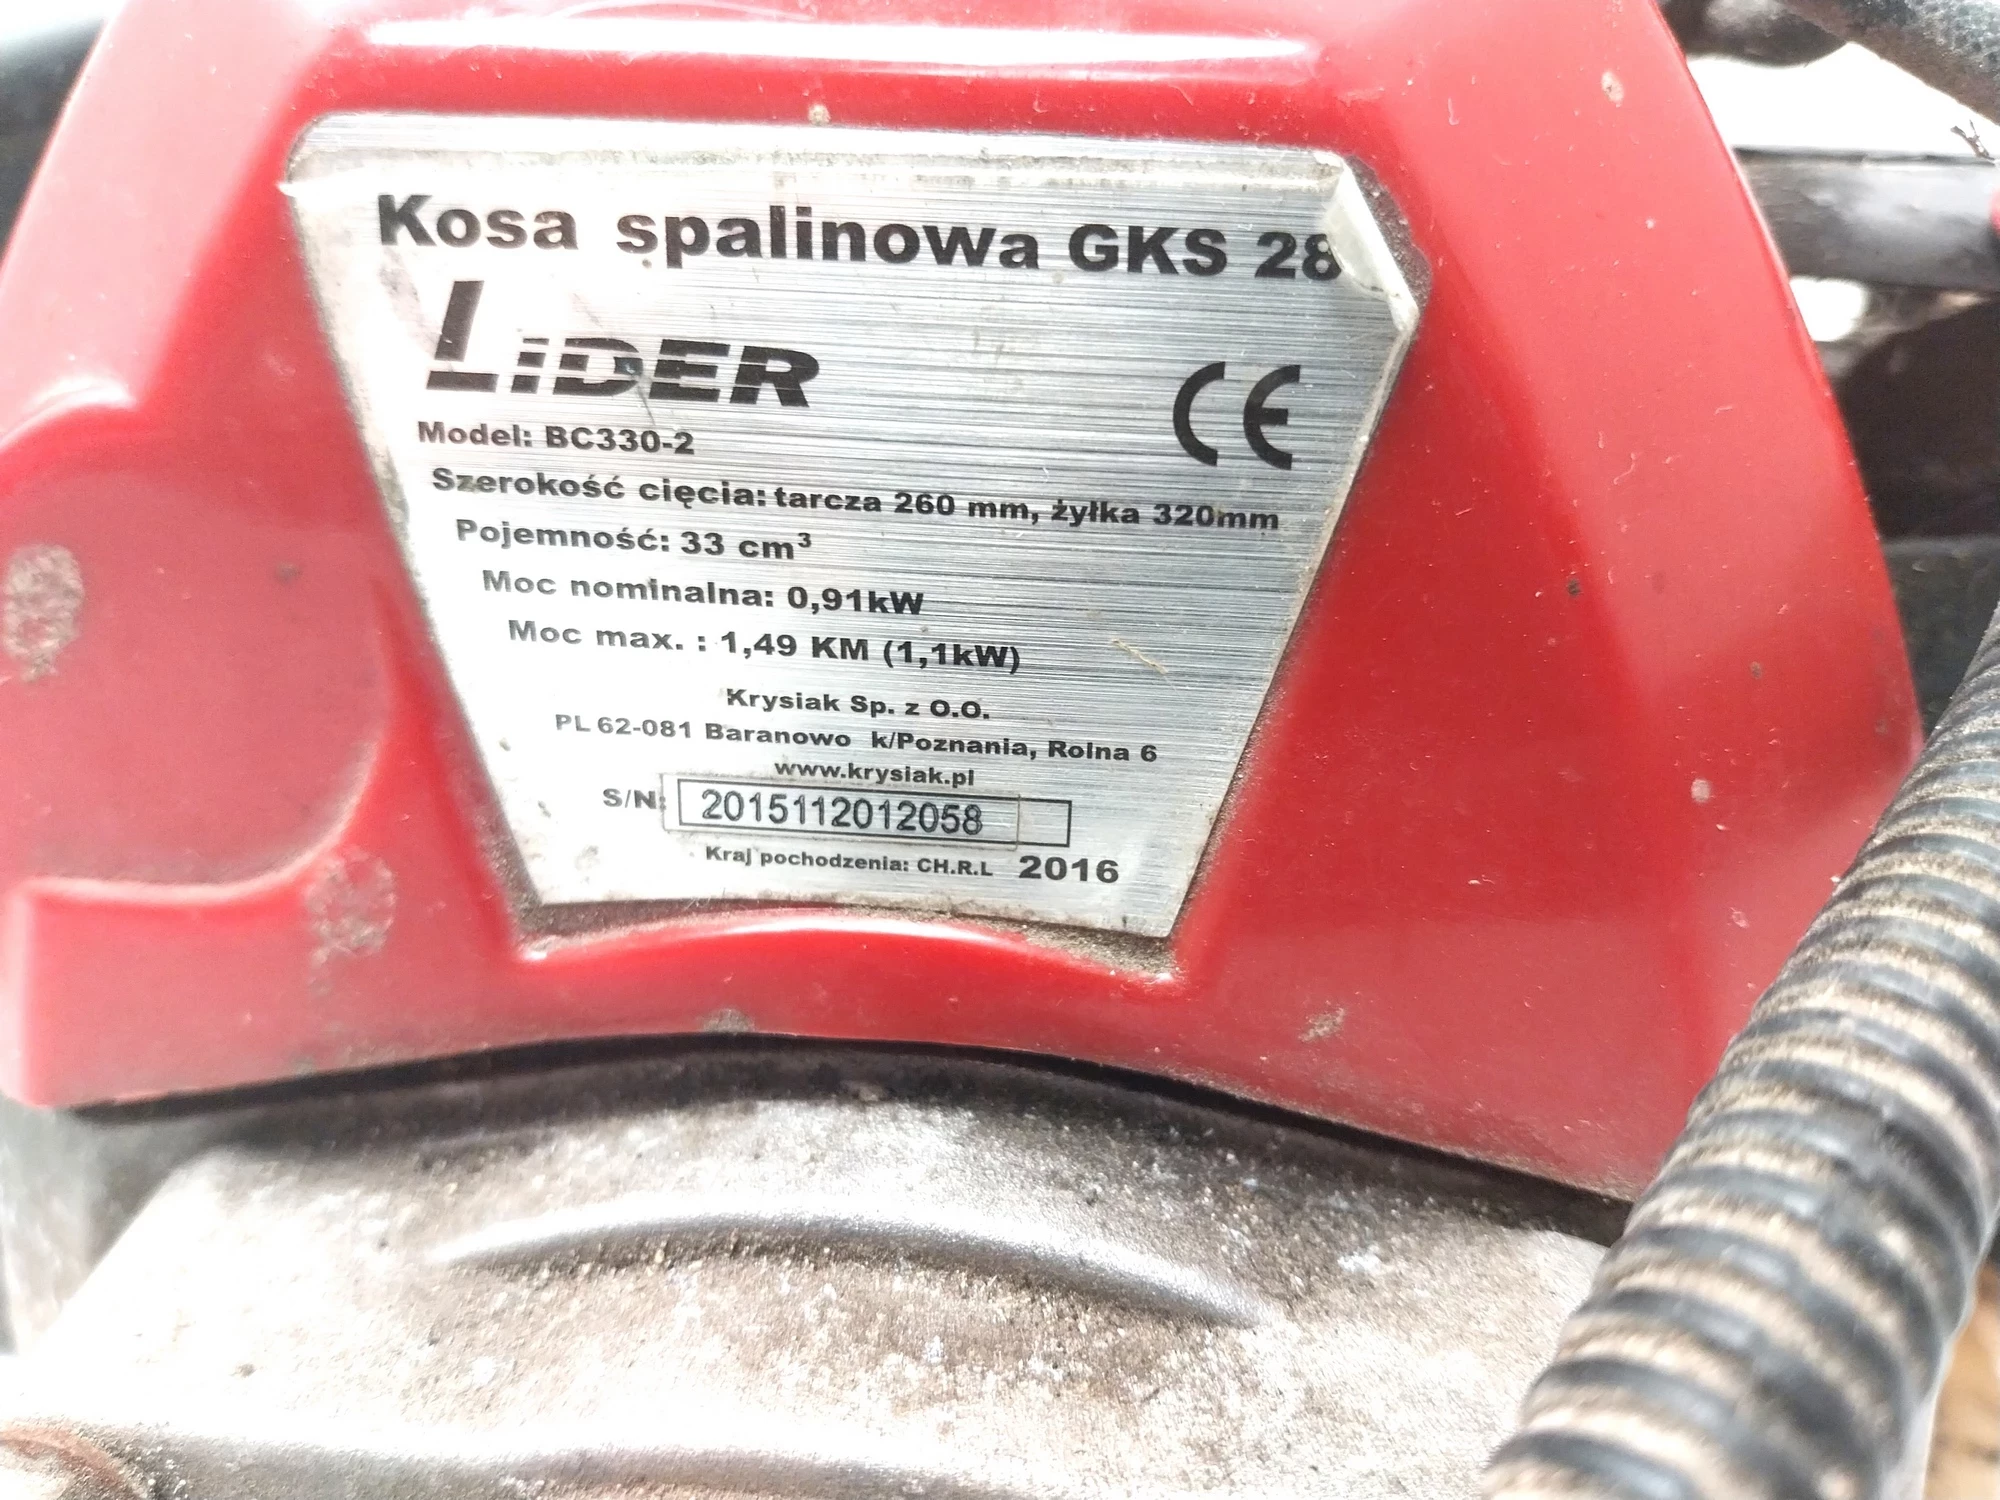 Kosa spalinowa GKS 28
LiDER
CE
Model: BC330-2
Szerokość cięcia: tarcza 260 mm, żyłka 320mm
Pojemność: 33 cm³
Moc nominalna: 0,91kW
Moc max. : 1,49 KM (1,1kW)
Krysiak Sp. z o.o.
PL 62-081 Baranowo k/Poznania, Rolna 6
www.krysiak.pl
S/N: 2015112012058
Kraj pochodzenia: CH.R.L 2016